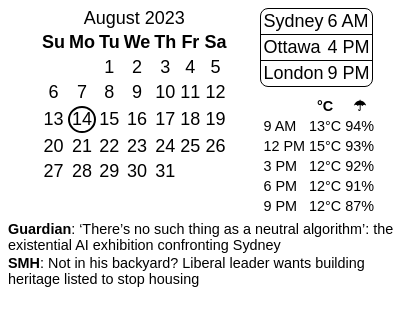 August 2023
Su Mo Tu We Th Fr Sa
1 2 3 4 5
6 7 8 9 10 11 12
13 14 15 16 17 18 19
20 21 22 23 24 25 26
27 28 29 30 31
Sydney 6 AM
Ottawa 4 PM
London 9 PM
°C ☂
9 AM 13°C 94%
12 PM 15°C 93%
3 PM 12°C 92%
6 PM 12°C 91%
9 PM 12°C 87%
Guardian: ‘There’s no such thing as a neutral algorithm’: the
existential AI exhibition confronting Sydney
SMH: Not in his backyard? Liberal leader wants building
heritage listed to stop housing